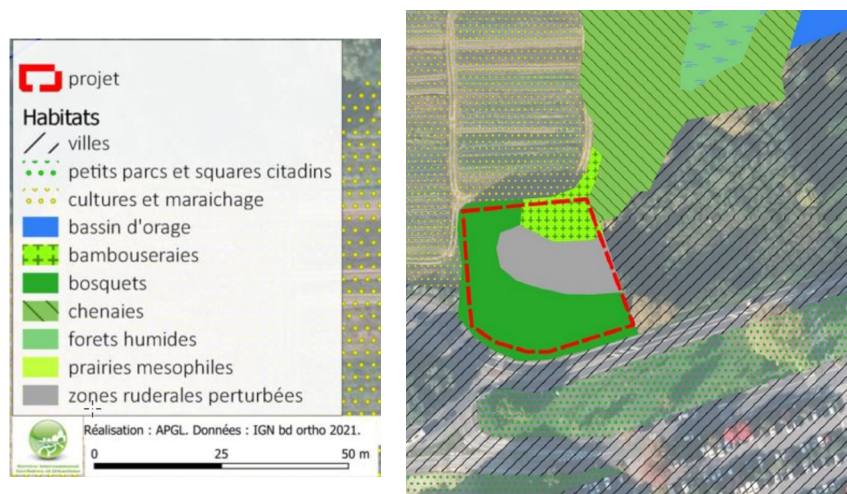 projet
Habitats
villes
petits parcs et squares citadins
cultures et maraichage
bassin d'orage
bambouseraies
bosquets
chenaies
forets humides
prairies mesophiles
zones ruderales perturbées
Réalisation : APGL. Données : IGN bd ortho 2021.
0 25 50 m